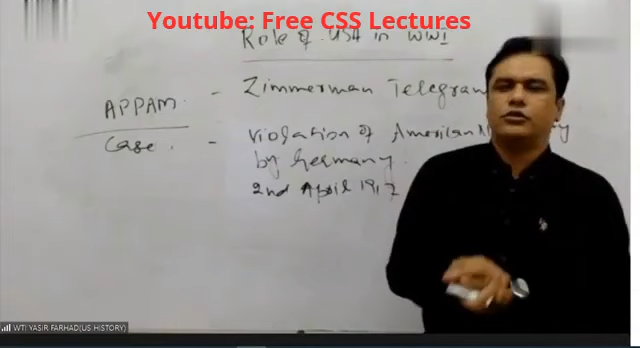 Youtube: Free CSS Lectures
Role of USA in WWI
- Zimmerman Telegram
APPAM
Case.
- Violation of American
by Germany.
2nd April 1917
WTI YASIR FARHAD(US HISTORY)